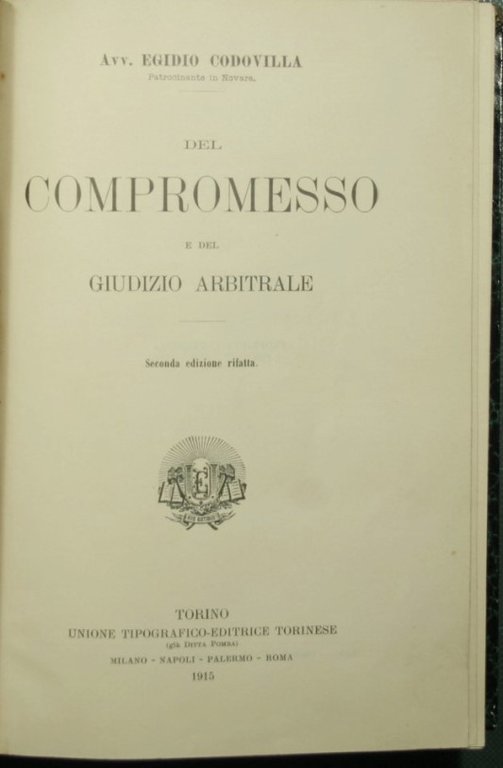 Avv. EGIDIO CODOVILLA
Patrocinante in Novara.
DEL
COMPROMESSO
E DEL
GIUDIZIO ARBITRALE
Seconda edizione rifatta.
TORINO
UNIONE TIPOGRAFICO-EDITRICE TORINESE
(già DITTA POMBA)
MILANO - NAPOLI - PALERMO - ROMA
1915